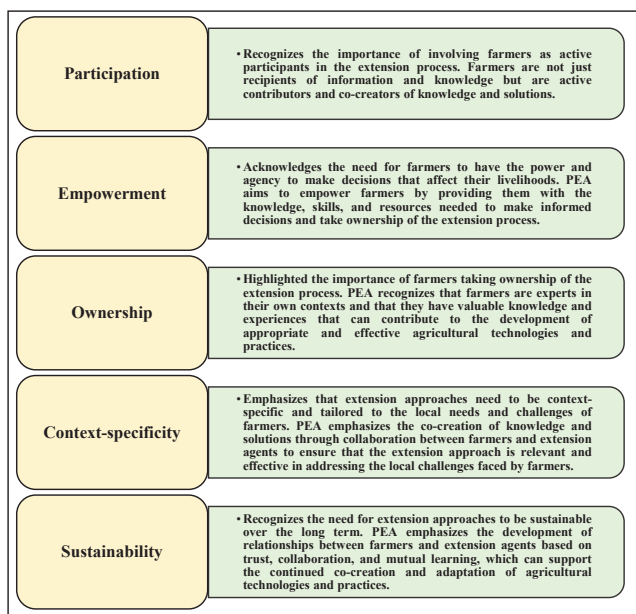 Participation
• Recognizes the importance of involving farmers as active
participants in the extension process. Farmers are not just
recipients of information and knowledge but are active
contributors and co-creators of knowledge and solutions.
Empowerment
• Acknowledges the need for farmers to have the power and
agency to make decisions that affect their livelihoods. PEA
aims to empower farmers by providing them with the
knowledge, skills, and resources needed to make informed
decisions and take ownership of the extension process.
Ownership
• Highlighted the importance of farmers taking ownership of the
extension process. PEA recognizes that farmers are experts in
their own contexts and that they have valuable knowledge and
experiences that can contribute to the development of
appropriate and effective agricultural technologies and
practices.
Context-specificity
• Emphasizes that extension approaches need to be context-
specific and tailored to the local needs and challenges of
farmers. PEA emphasizes the co-creation of knowledge and
solutions through collaboration between farmers and extension
agents to ensure that the extension approach is relevant and
effective in addressing the local challenges faced by farmers.
Sustainability
• Recognizes the need for extension approaches to be sustainable
over the long term. PEA emphasizes the development of
relationships between farmers and extension agents based on
trust, collaboration, and mutual learning, which can support
the continued co-creation and adaptation of agricultural
technologies and practices.